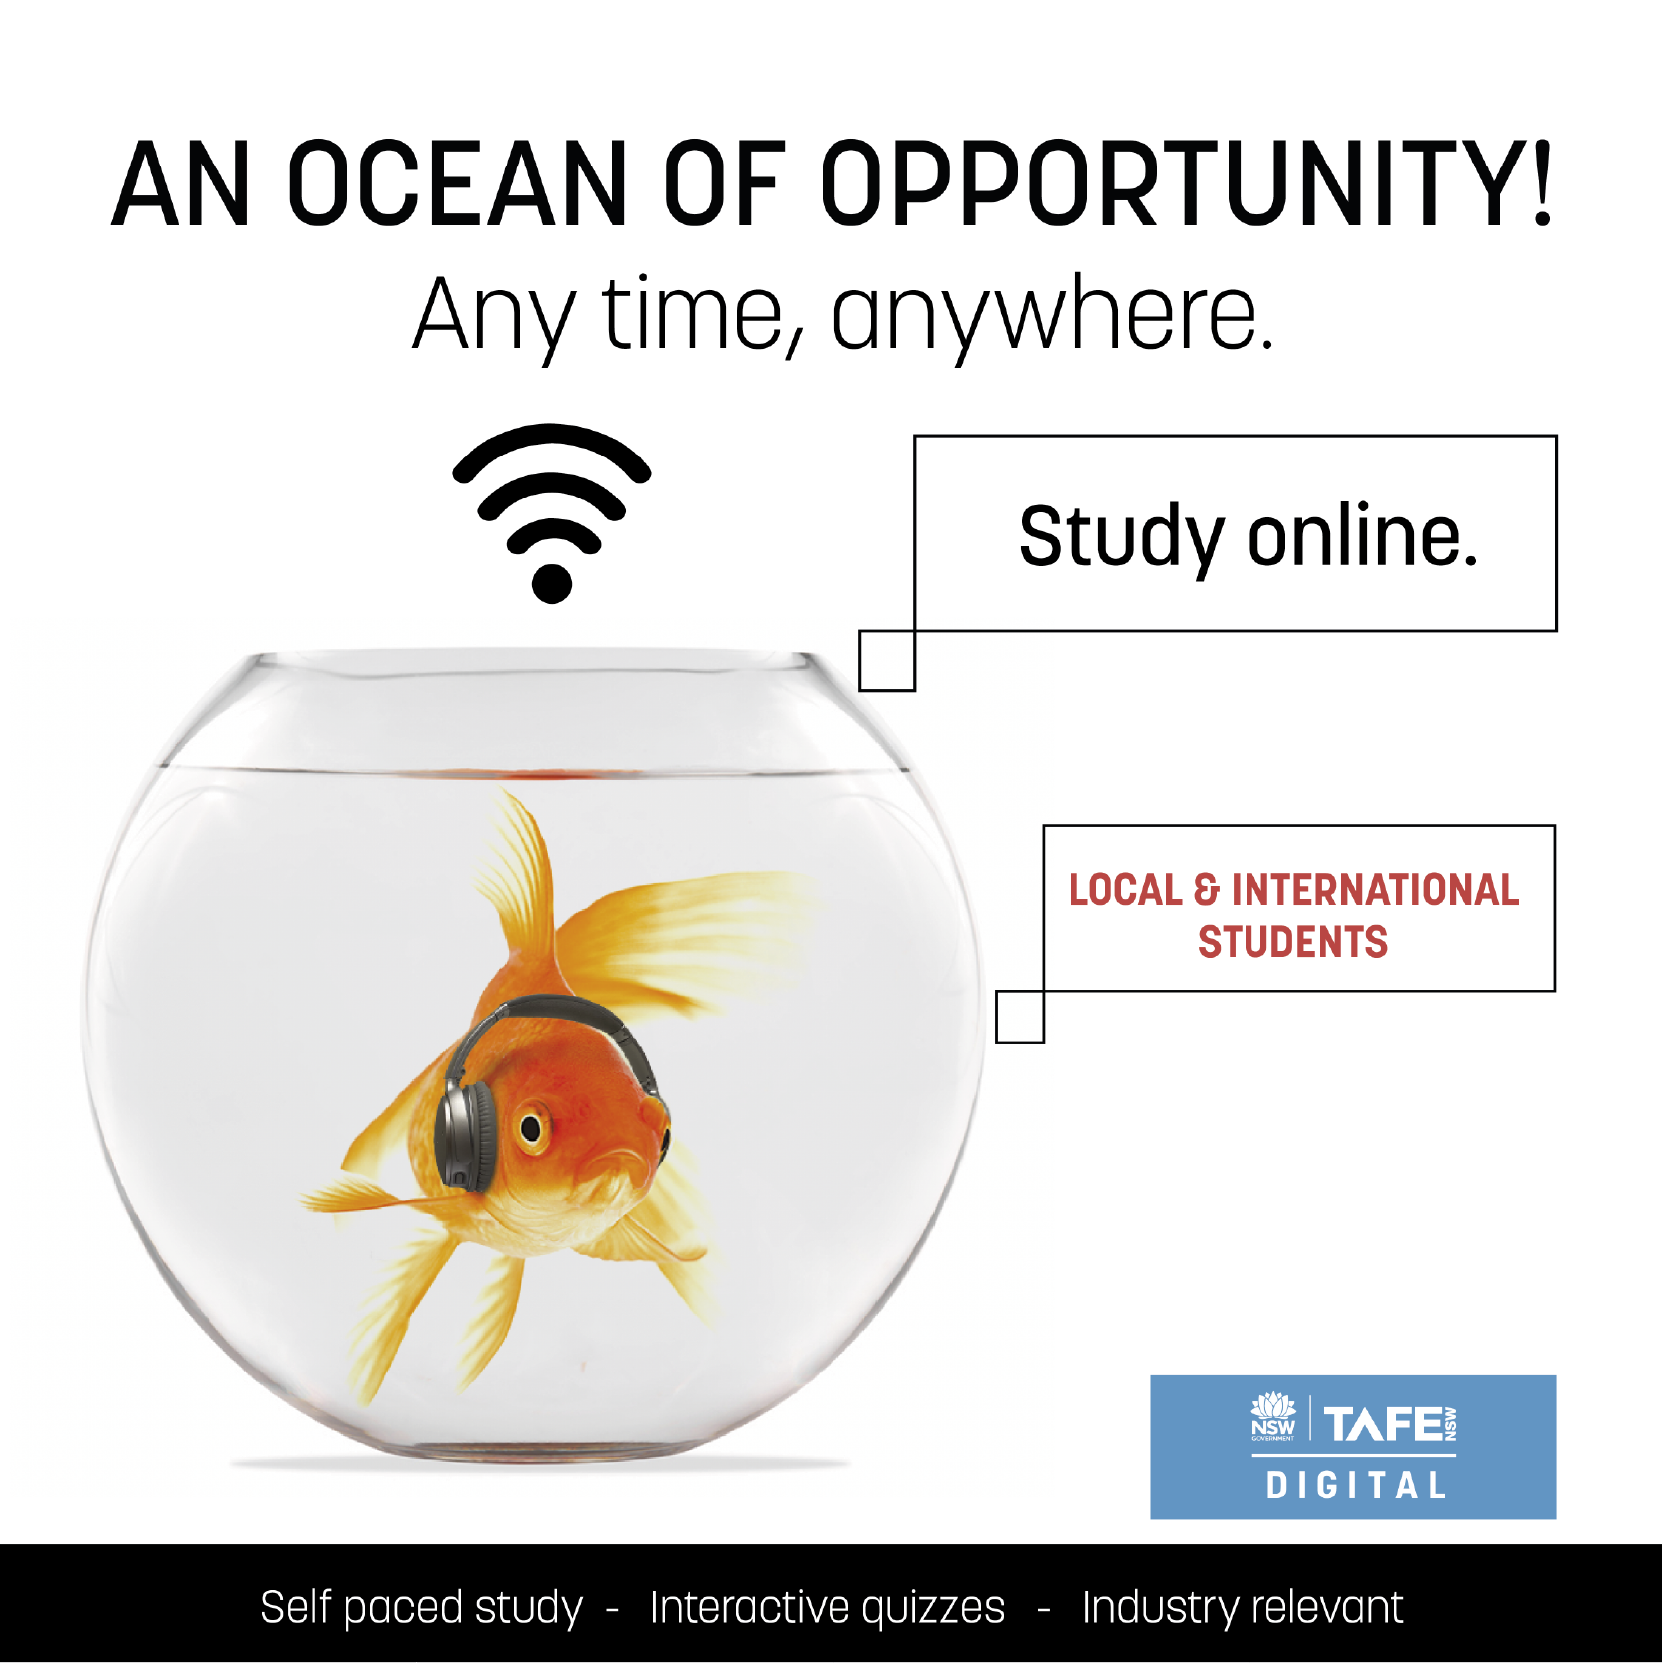 AN OCEAN OF OPPORTUNITY!
Any time, anywhere.
Study online.
LOCAL & INTERNATIONAL
STUDENTS
NSW
GOVERNMENT
TAFE NSW
DIGITAL
Self paced study - Interactive quizzes - Industry relevant